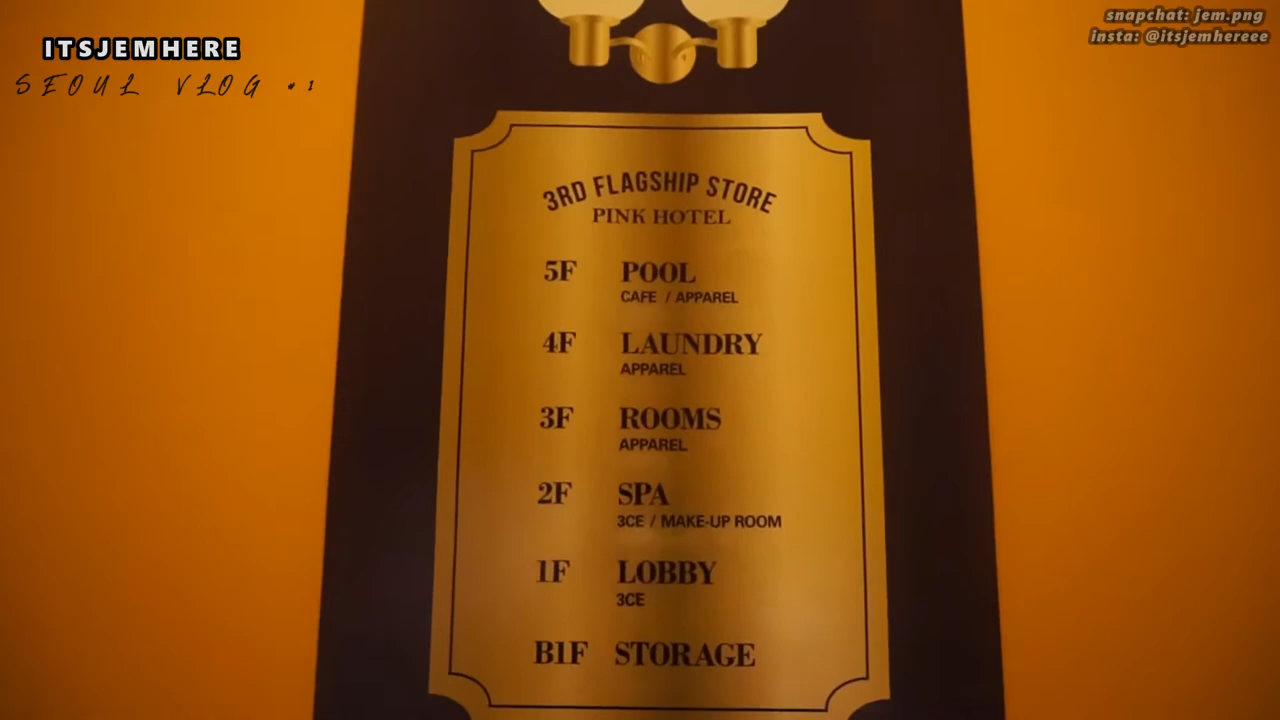 ITSJEMHERE
SEOUL VLOG #1
snapchat: jem.png
insta: @itsjemhereee
3RD FLAGSHIP STORE
PINK HOTEL
5F POOL
CAFE / APPAREL
4F LAUNDRY
APPAREL
3F ROOMS
APPAREL
2F SPA
3CE / MAKE-UP ROOM
1F LOBBY
3CE
B1F STORAGE